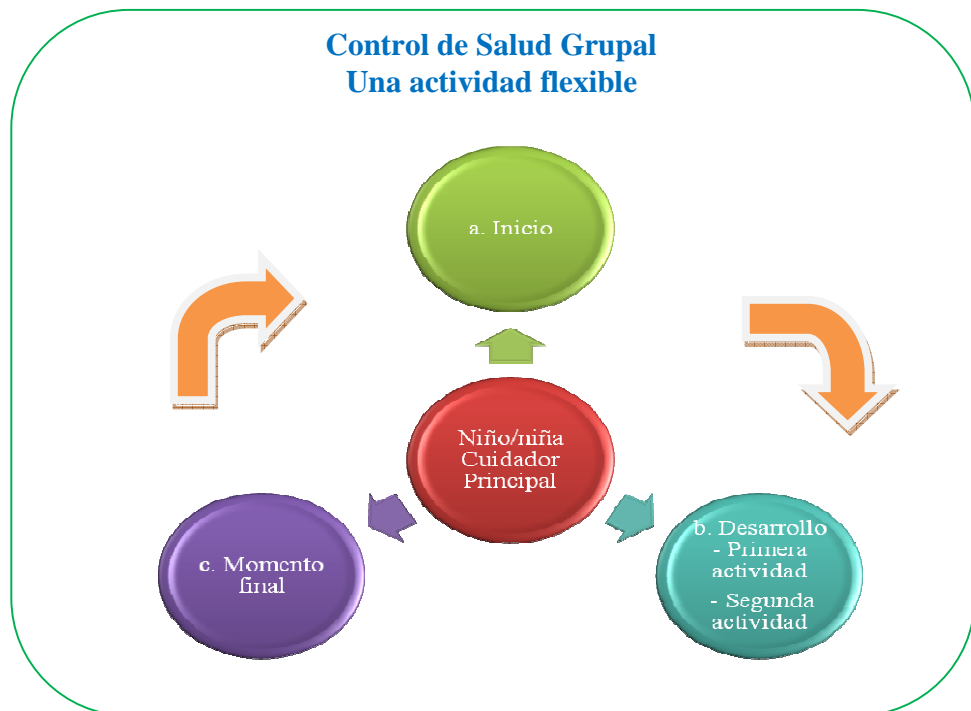 Control de Salud Grupal
Una actividad flexible
a. Inicio
Niño/niña
Cuidador
Principal
b. Desarrollo
- Primera
actividad
- Segunda
actividad
c. Momento
final